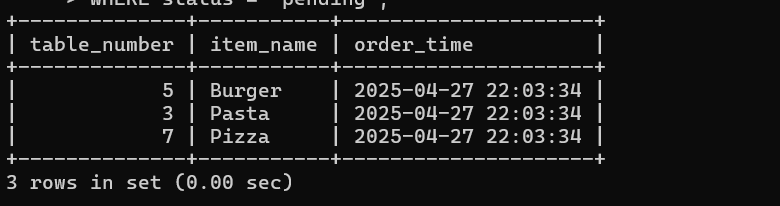 > WHERE status = 'pending';
+--------------+-----------+---------------------+
| table_number | item_name | order_time          |
+--------------+-----------+---------------------+
|            5 | Burger    | 2025-04-27 22:03:34 |
|            3 | Pasta     | 2025-04-27 22:03:34 |
|            7 | Pizza     | 2025-04-27 22:03:34 |
+--------------+-----------+---------------------+
3 rows in set (0.00 sec)